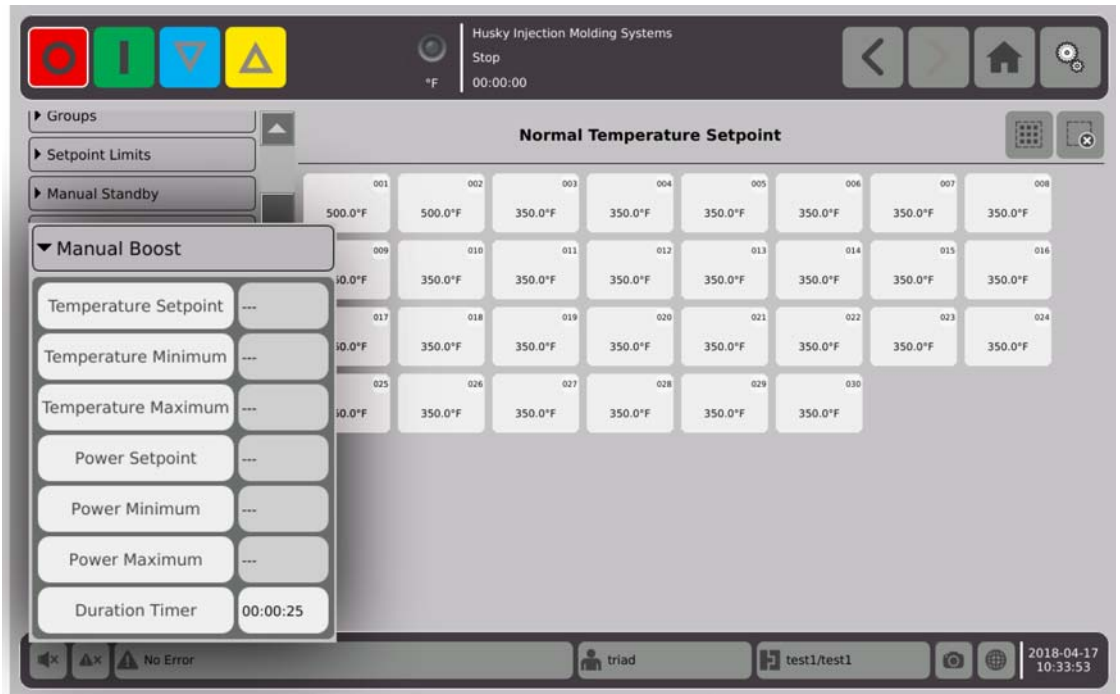 Husky Injection Molding Systems
Stop
°F
00:00:00
Groups
Setpoint Limits
Manual Standby
Manual Boost
Temperature Setpoint ---
Temperature Minimum ---
Temperature Maximum ---
Power Setpoint ---
Power Minimum ---
Power Maximum ---
Duration Timer 00:00:25
Normal Temperature Setpoint
001 002 003 004 005 006 007 008
500.0°F 500.0°F 350.0°F 350.0°F 350.0°F 350.0°F 350.0°F 350.0°F
009 010 011 012 013 014 015 016
0.0°F 350.0°F 350.0°F 350.0°F 350.0°F 350.0°F 350.0°F 350.0°F
017 018 019 020 021 022 023 024
0.0°F 350.0°F 350.0°F 350.0°F 350.0°F 350.0°F 350.0°F 350.0°F
025 026 027 028 029 030
0.0°F 350.0°F 350.0°F 350.0°F 350.0°F 350.0°F
No Error
triad
test1/test1
2018-04-17
10:33:53